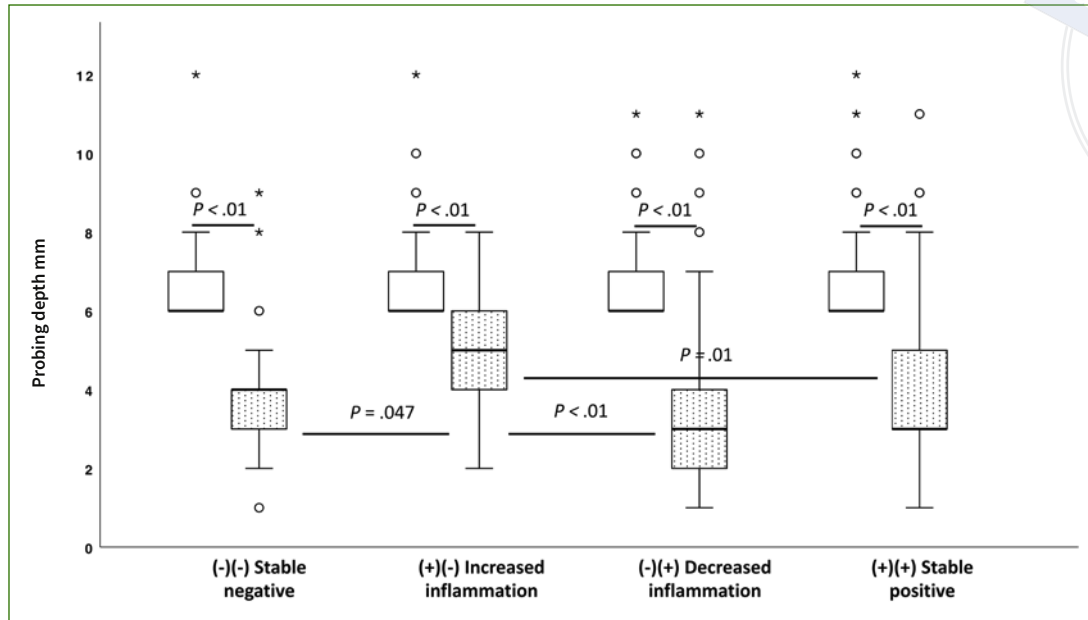 Probing depth mm
12
10
8
6
4
2
0
*
*
*
*
*
*
*
*
P < .01
P < .01
P < .01
P < .01
P = .01
P = .047
P < .01
(-)(-) Stable
negative
(+)(-) Increased
inflammation
(-)(+) Decreased
inflammation
(+)(+) Stable
positive